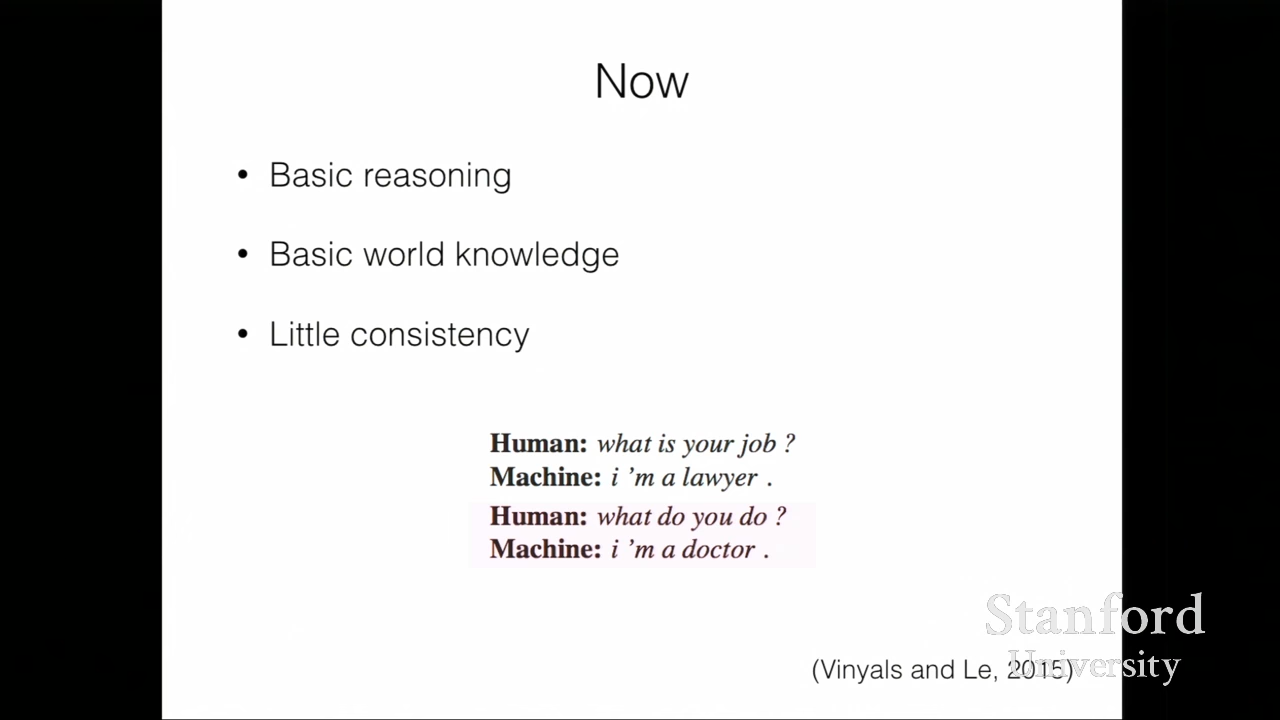 Now
• Basic reasoning
• Basic world knowledge
• Little consistency
Human: what is your job ?
Machine: i 'm a lawyer .
Human: what do you do ?
Machine: i 'm a doctor .
(Vinyals and Le, 2015)
Stanford
University